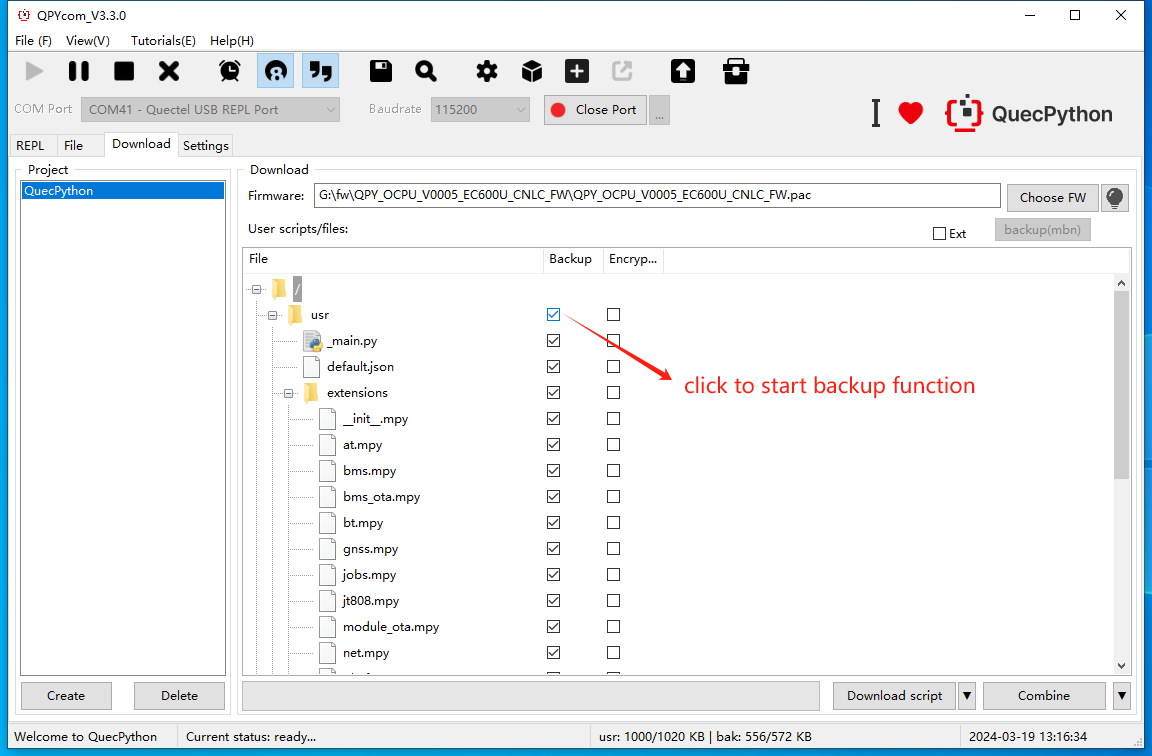 QPYcom_V3.3.0
File (F) View(V) Tutorials(E) Help(H)
COM Port COM41 - Quectel USB REPL Port Baudrate 115200 Close Port ... I QuecPython
REPL File Download Settings
Project
QuecPython
Download
Firmware: G:\fw\QPY_OCPU_V0005_EC600U_CNLC_FW\QPY_OCPU_V0005_EC600U_CNLC_FW.pac Choose FW
User scripts/files: Ext backup(mbn)
File Backup Encryp...
/
usr
_main.py
default.json
extensions
click to start backup function
__init__.mpy
at.mpy
bms.mpy
bms_ota.mpy
bt.mpy
gnss.mpy
jobs.mpy
jt808.mpy
module_ota.mpy
net.mpy
Create Delete Download script Combine
Welcome to QuecPython Current status: ready... usr: 1000/1020 KB | bak: 556/572 KB 2024-03-19 13:16:34